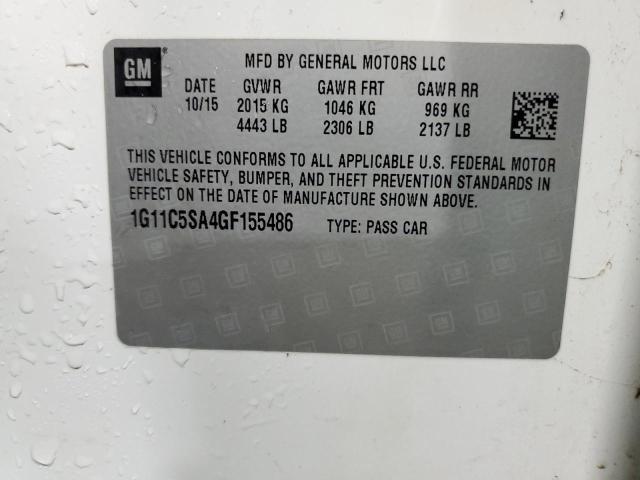 GM®
MFD BY GENERAL MOTORS LLC
DATE GVWR GAWR FRT GAWR RR
10/15 2015 KG 1046 KG 969 KG
4443 LB 2306 LB 2137 LB
THIS VEHICLE CONFORMS TO ALL APPLICABLE U.S. FEDERAL MOTOR
VEHICLE SAFETY, BUMPER, AND THEFT PREVENTION STANDARDS IN
EFFECT ON THE DATE OF MANUFACTURE SHOWN ABOVE.
1G11C5SA4GF155486 TYPE: PASS CAR